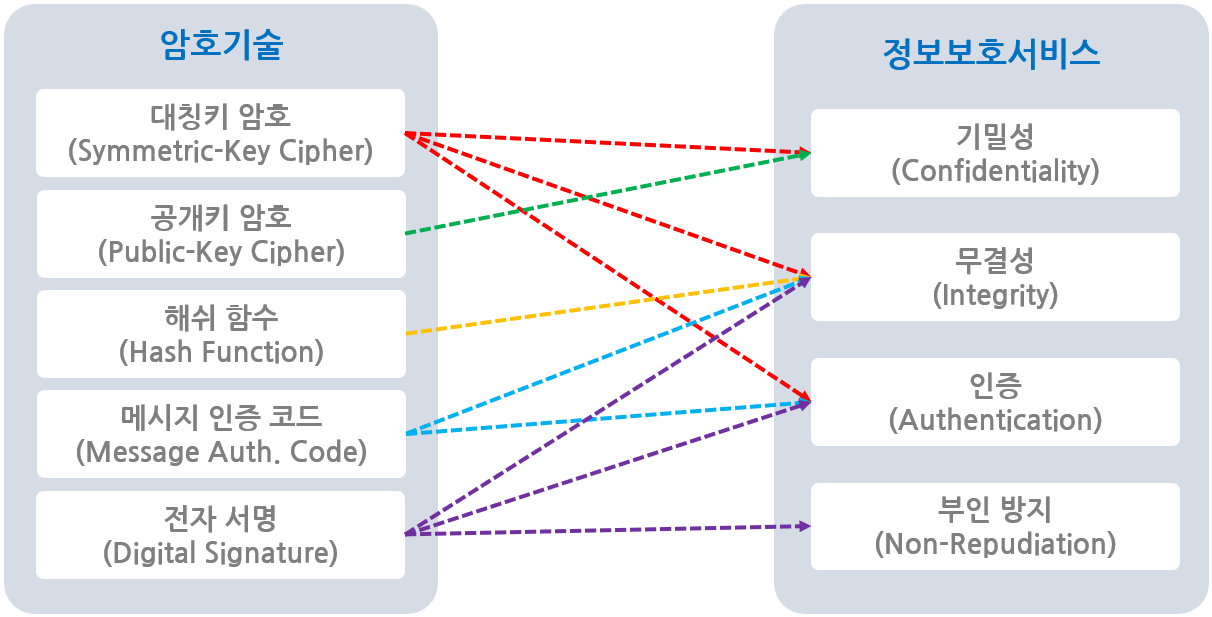 암호기술
대칭키 암호
(Symmetric-Key Cipher)
공개키 암호
(Public-Key Cipher)
해쉬 함수
(Hash Function)
메시지 인증 코드
(Message Auth. Code)
전자 서명
(Digital Signature)
정보보호서비스
기밀성
(Confidentiality)
무결성
(Integrity)
인증
(Authentication)
부인 방지
(Non-Repudiation)